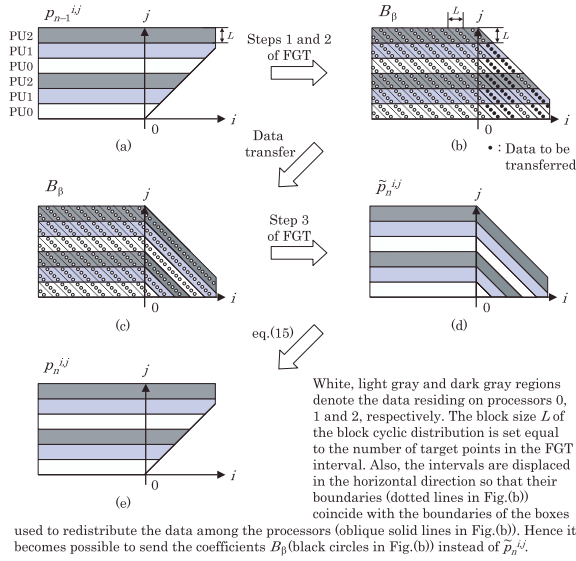 p_{n-1}^{i,j}
j
PU2
PU1
PU0
PU2
PU1
PU0
L
0
i
(a)
Steps 1 and 2
of FGT
B_β
L
j
L
0
i
(b)
• : Data to be
transferred
Data
transfer
B_β
j
0
i
(c)
Step 3
of FGT
p̃_n^{i,j}
j
0
i
(d)
eq.(15)
p_n^{i,j}
j
0
i
(e)
White, light gray and dark gray regions
denote the data residing on processors 0,
1 and 2, respectively. The block size L of
the block cyclic distribution is set equal
to the number of target points in the FGT
interval. Also, the intervals are displaced
in the horizontal direction so that their
boundaries (dotted lines in Fig.(b))
coincide with the boundaries of the boxes
used to redistribute the data among the processors (oblique solid lines in Fig.(b)). Hence it
becomes possible to send the coefficients B_β (black circles in Fig.(b)) instead of p̃_n^{i,j}.